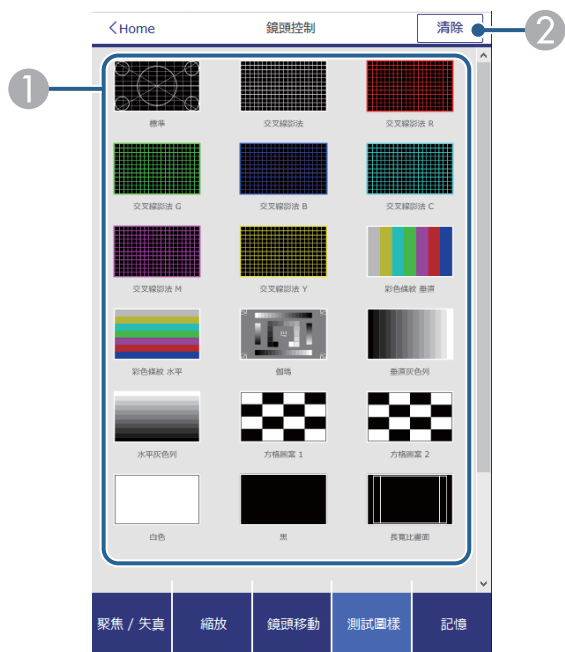 <Home
鏡頭控制
清除
2
1
標準
交叉線影法
交叉線影法 R
交叉線影法 G
交叉線影法 B
交叉線影法 C
交叉線影法 M
交叉線影法 Y
彩色條紋 垂直
彩色條紋 水平
伽瑪
垂直灰色列
水平灰色列
方格圖案 1
方格圖案 2
白色
黑
長寬比畫面
聚焦 / 失真
縮放
鏡頭移動
測試圖樣
記憶